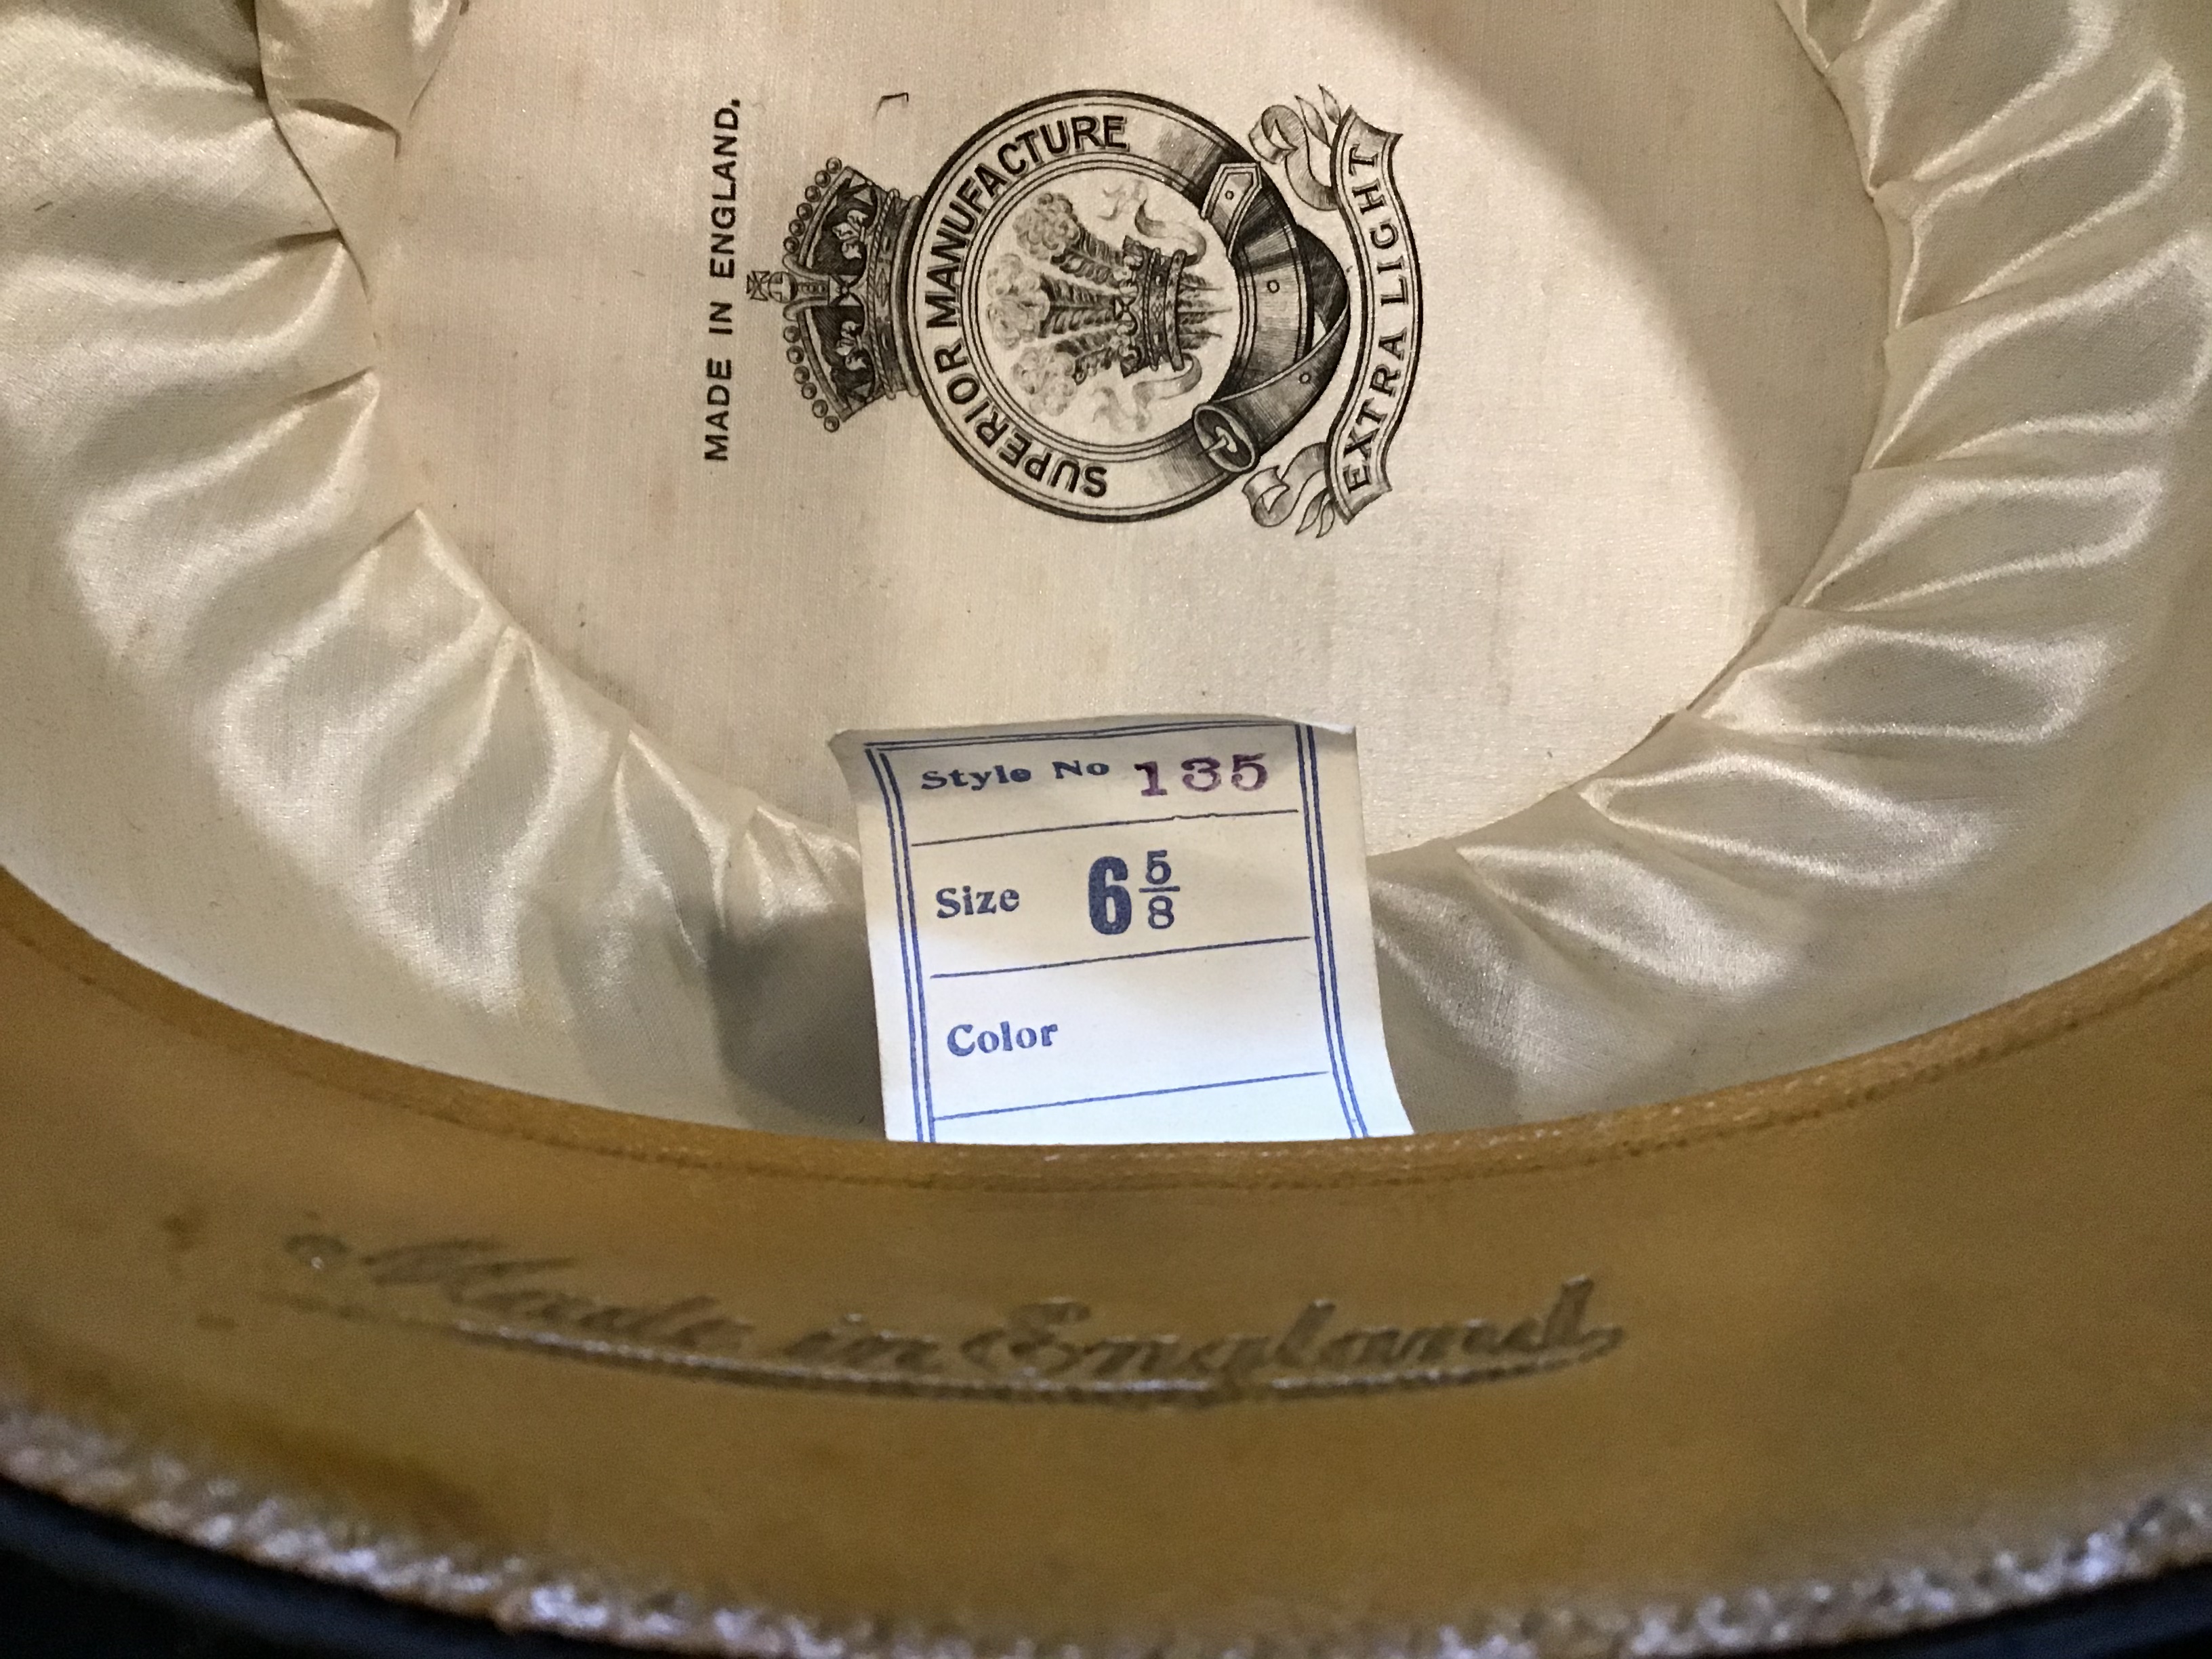 MADE IN ENGLAND.
SUPERIOR MANUFACTURE
EXTRA LIGHT
Style No 135
Size 6 5/8
Color
Made in England